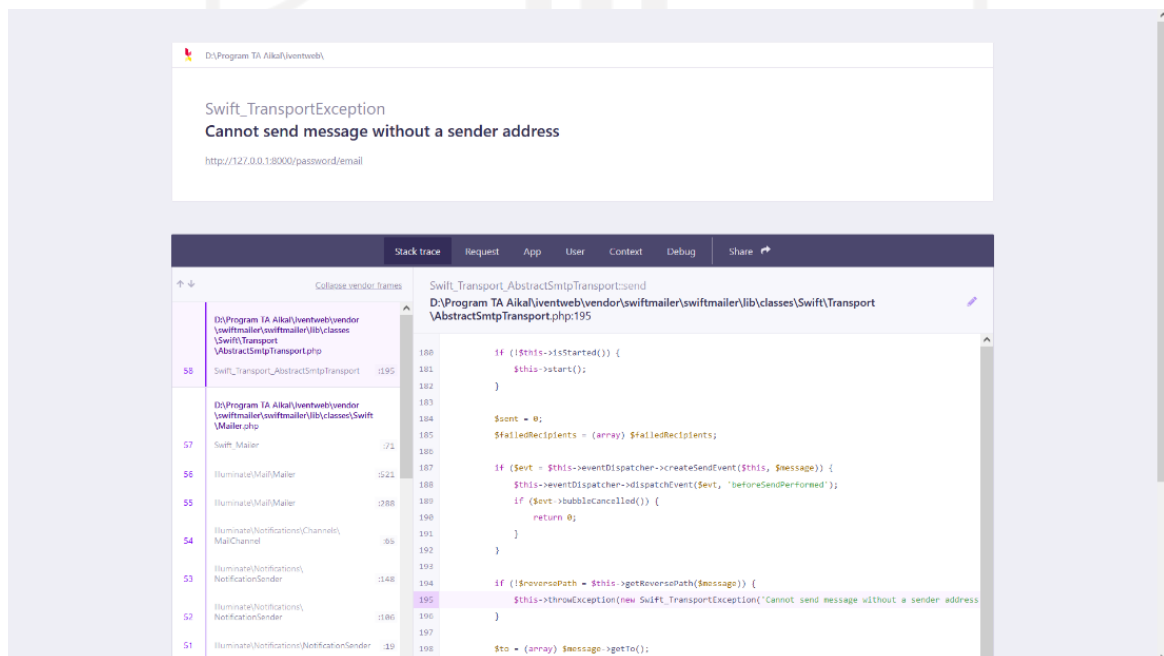 D:\Program TA Aikal\iventweb\
Swift_TransportException
Cannot send message without a sender address
http://127.0.0.1:8000/password/email
Stack trace Request App User Context Debug Share
Collapse vendor frames
D:\Program TA Aikal\iventweb\vendor
\swiftmailer\swiftmailer\lib\classes
\Swift\Transport
\AbstractSmtpTransport.php
58 Swift_Transport_AbstractSmtpTransport :195
D:\Program TA Aikal\iventweb\vendor
\swiftmailer\swiftmailer\lib\classes\Swift
\Mailer.php
57 Swift_Mailer :71
56 Illuminate\Mail\Mailer :521
55 Illuminate\Mail\Mailer :288
Illuminate\Notifications\Channels\
54 MailChannel :65
Illuminate\Notifications\
53 NotificationSender :148
Illuminate\Notifications\
52 NotificationSender :106
51 Illuminate\Notifications\NotificationSender :19
Swift_Transport_AbstractSmtpTransport::send
D:\Program TA Aikal\iventweb\vendor\swiftmailer\swiftmailer\lib\classes\Swift\Transport
\AbstractSmtpTransport.php:195
180 if (!$this->isStarted()) {
181 $this->start();
182 }
183
184 $sent = 0;
185 $failedRecipients = (array) $failedRecipients;
186
187 if ($evt = $this->eventDispatcher->createSendEvent($this, $message)) {
188 $this->eventDispatcher->dispatchEvent($evt, 'beforeSendPerformed');
189 if ($evt->bubbleCancelled()) {
190 return 0;
191 }
192 }
193
194 if (!$reversePath = $this->getReversePath($message)) {
195 $this->throwException(new Swift_TransportException('Cannot send message without a sender address
196 }
197
198 $to = (array) $message->getTo();